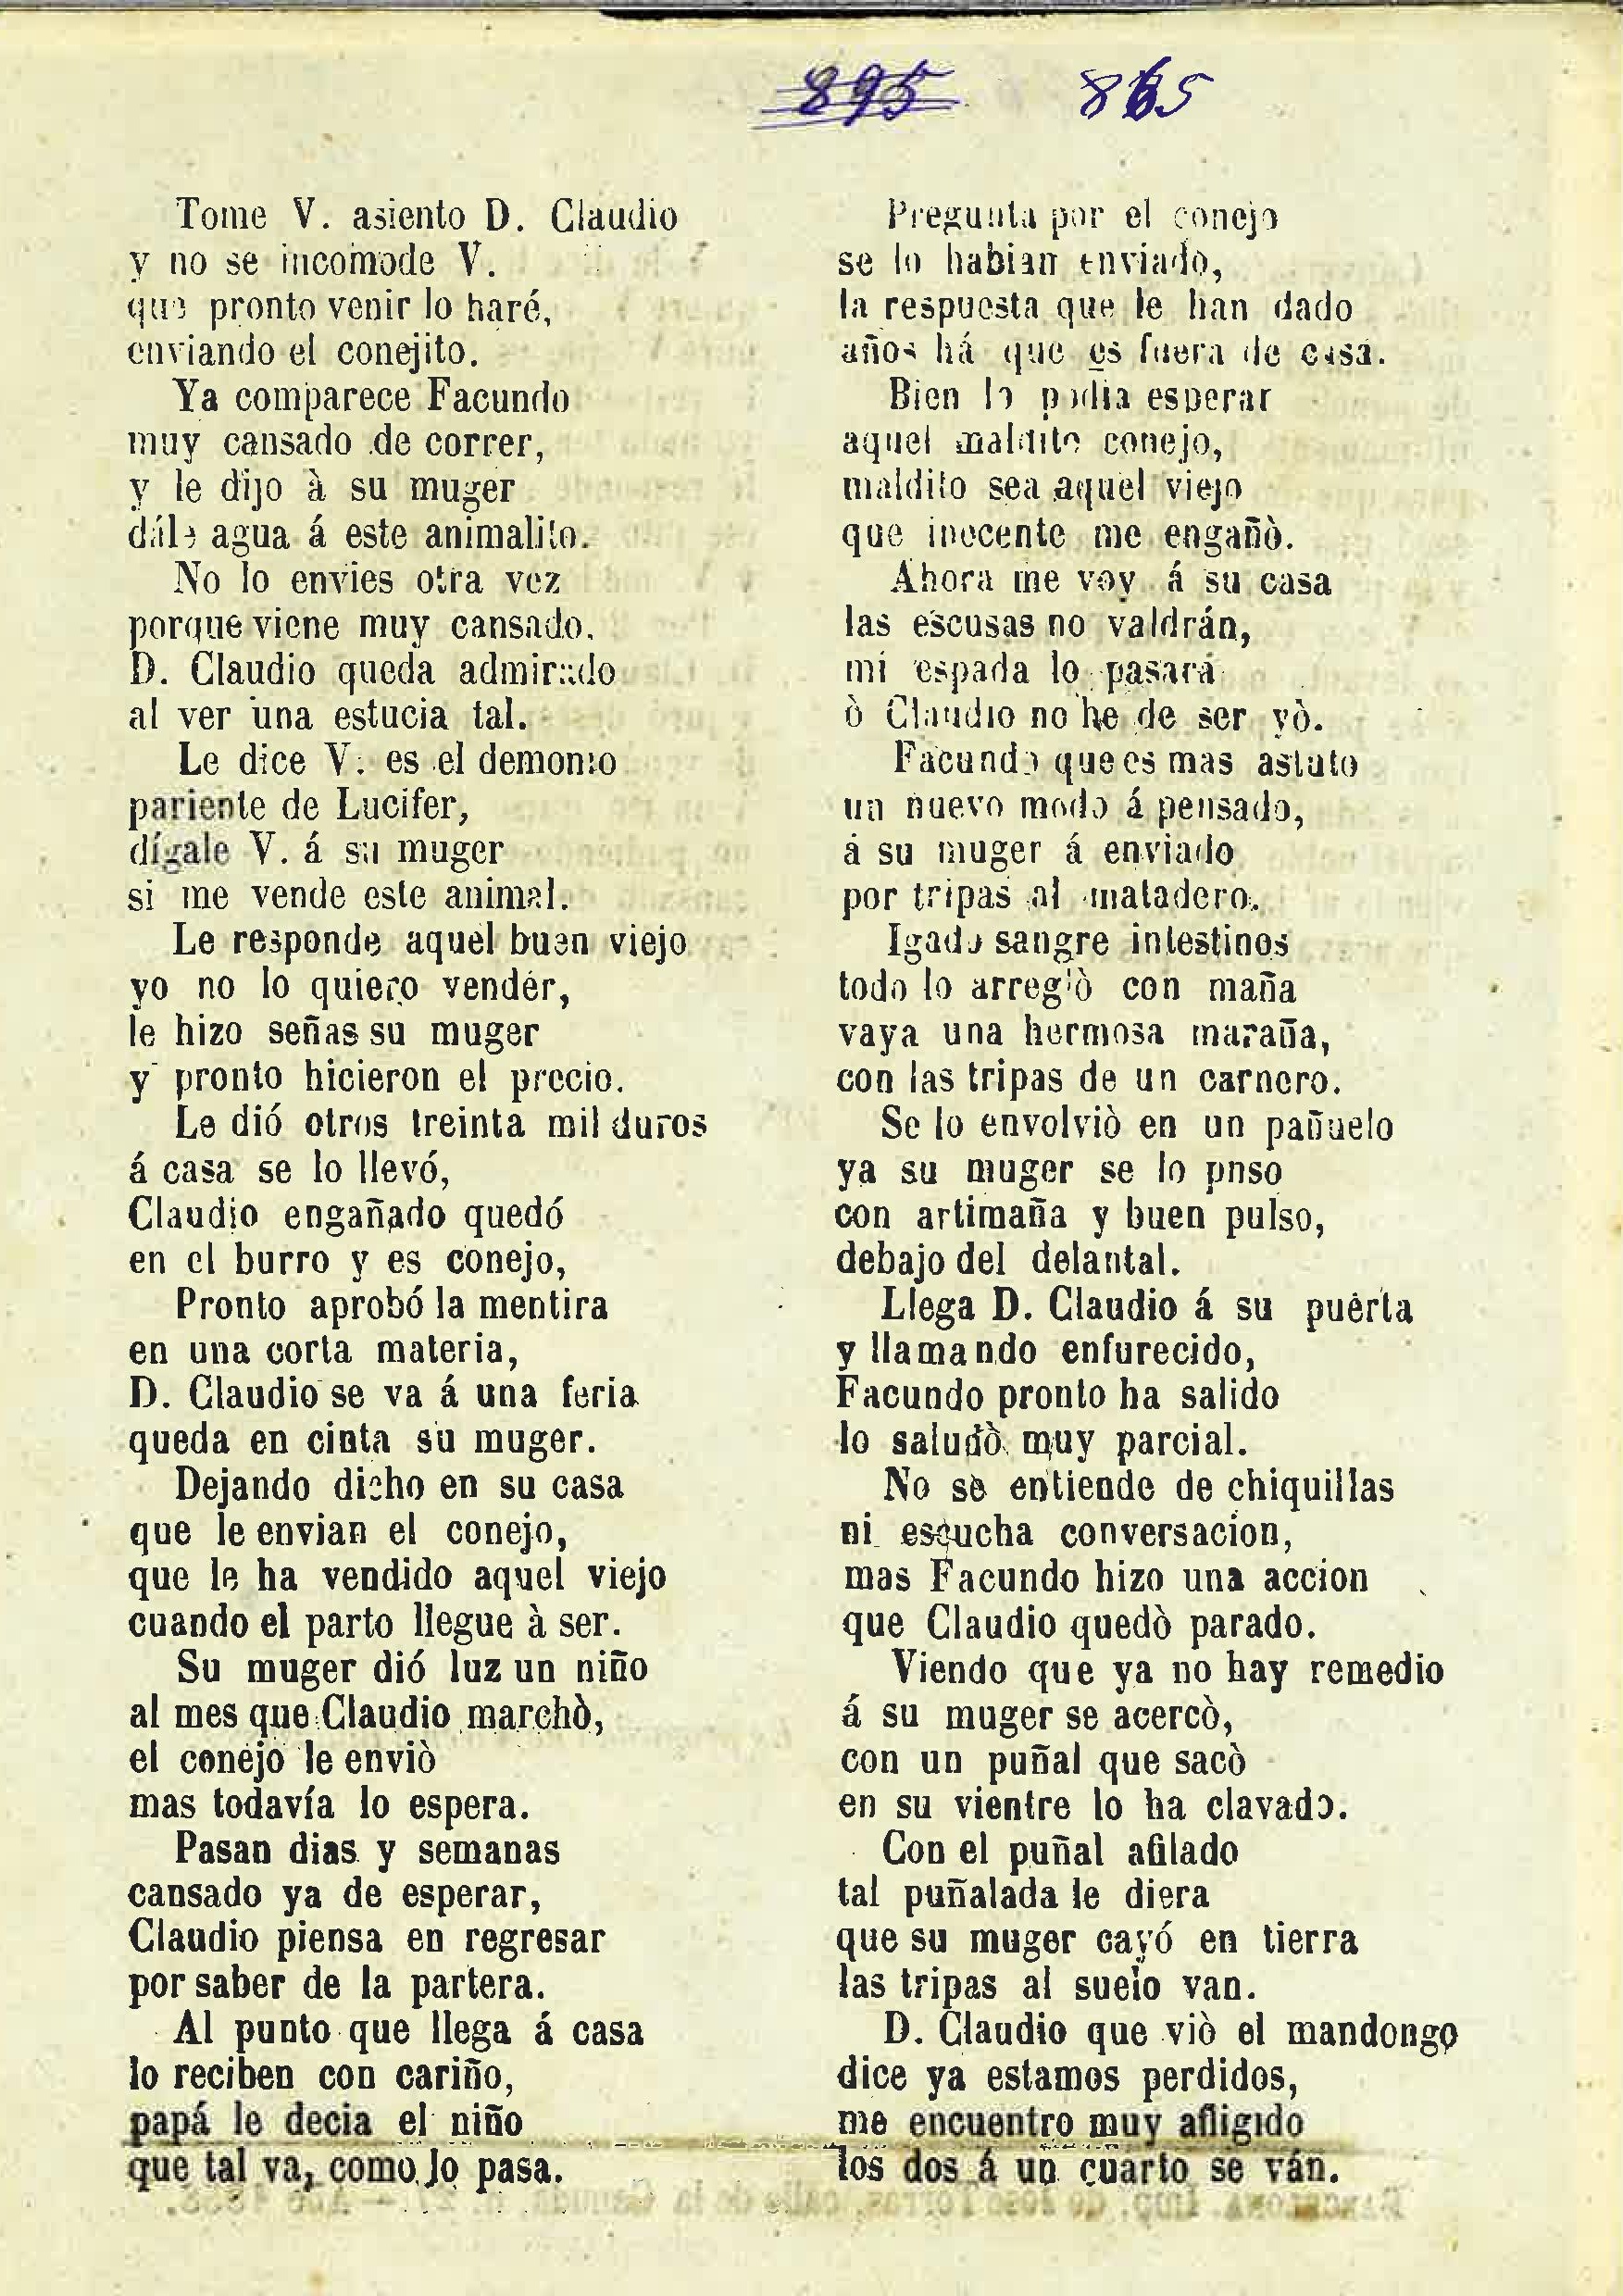 895 865
Tome V. asiento D. Claudio
y no se incomode V.
que pronto venir lo haré,
enviando el conejito.
Ya comparece Facundo
muy cansado de correr,
y le dijo à su muger
dále agua á este animalito.
No lo envies otra vez
porque viene muy cansado.
D. Claudio queda admirado
al ver una estucia tal.
Le dice V. es el demonio
pariente de Lucifer,
dígale V. á su muger
si me vende este animal.
Le responde aquel buen viejo
yo no lo quiero vender,
le hizo señas su muger
y pronto hicieron el precio.
Le dió otros treinta mil duros
á casa se lo llevó,
Claudio engañado quedó
en el burro y es conejo,
Pronto aprobó la mentira
en una corta materia,
D. Claudio se va á una feria
queda en cinta su muger.
Dejando dicho en su casa
que le envian el conejo,
que le ha vendido aquel viejo
cuando el parto llegue à ser.
Su muger dió luz un niño
al mes que Claudio marchò,
el conejo le enviò
mas todavía lo espera.
Pasan dias y semanas
cansado ya de esperar,
Claudio piensa en regresar
por saber de la partera.
Al punto que llega á casa
lo reciben con cariño,
papá le decia el niño
que tal va, como lo pasa.
Pregunta por el conejo
se lo habian enviado,
la respuesta que le han dado
años há que es fuera de casa.
Bien lo podia esperar
aquel maldito conejo,
maldito sea aquel viejo
que inocente me engañò.
Ahora me voy á su casa
las escusas no valdrán,
mi espada lo pasará
ò Claudio no he de ser yò.
Facundo que es mas astuto
un nuevo modo á pensado,
á su muger á enviado
por tripas al matadero.
Igado sangre intestinos
todo lo arreglò con maña
vaya una hermosa maraña,
con las tripas de un carnero.
Se lo envolviò en un pañuelo
ya su muger se lo pnso
con artimaña y buen pulso,
debajo del delantal.
Llega D. Claudio á su puerta
y llamando enfurecido,
Facundo pronto ha salido
lo saludò muy parcial.
No se entiende de chiquillas
ni escucha conversacion,
mas Facundo hizo una accion
que Claudio quedò parado.
Viendo que ya no hay remedio
á su muger se acercò,
con un puñal que sacò
en su vientre lo ha clavado.
Con el puñal afilado
tal puñalada le diera
que su muger cayó en tierra
las tripas al suelo van.
D. Claudio que viò el mandongo
dice ya estamos perdidos,
me encuentro muy afligido
los dos á un cuarto se ván.